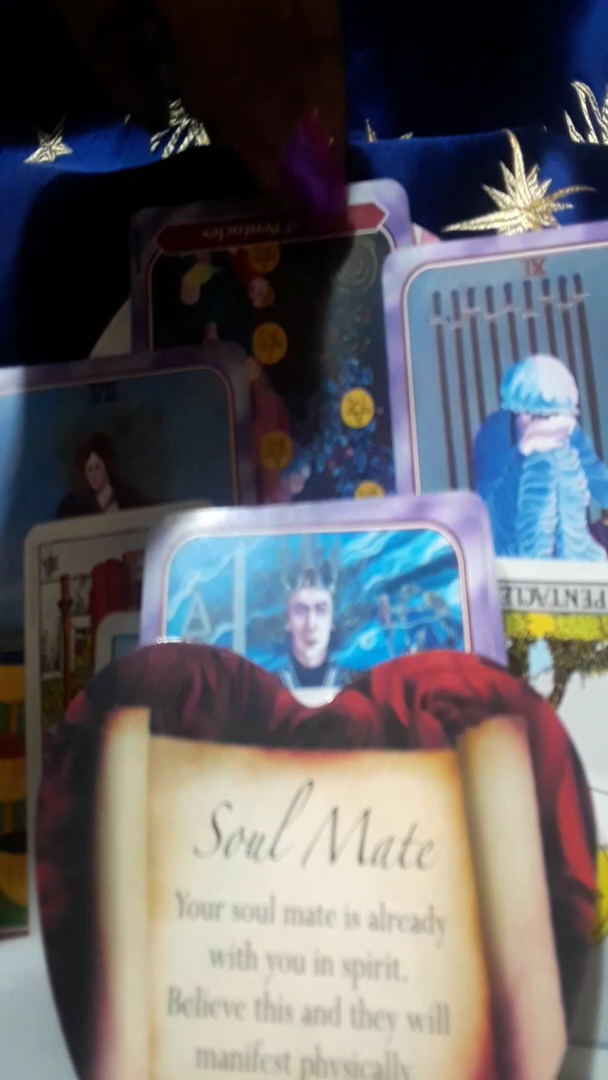 Pentacles
IX
PENTACLE
Soul Mate
Your soul mate is already
with you in spirit.
Believe this and they will
manifest physically